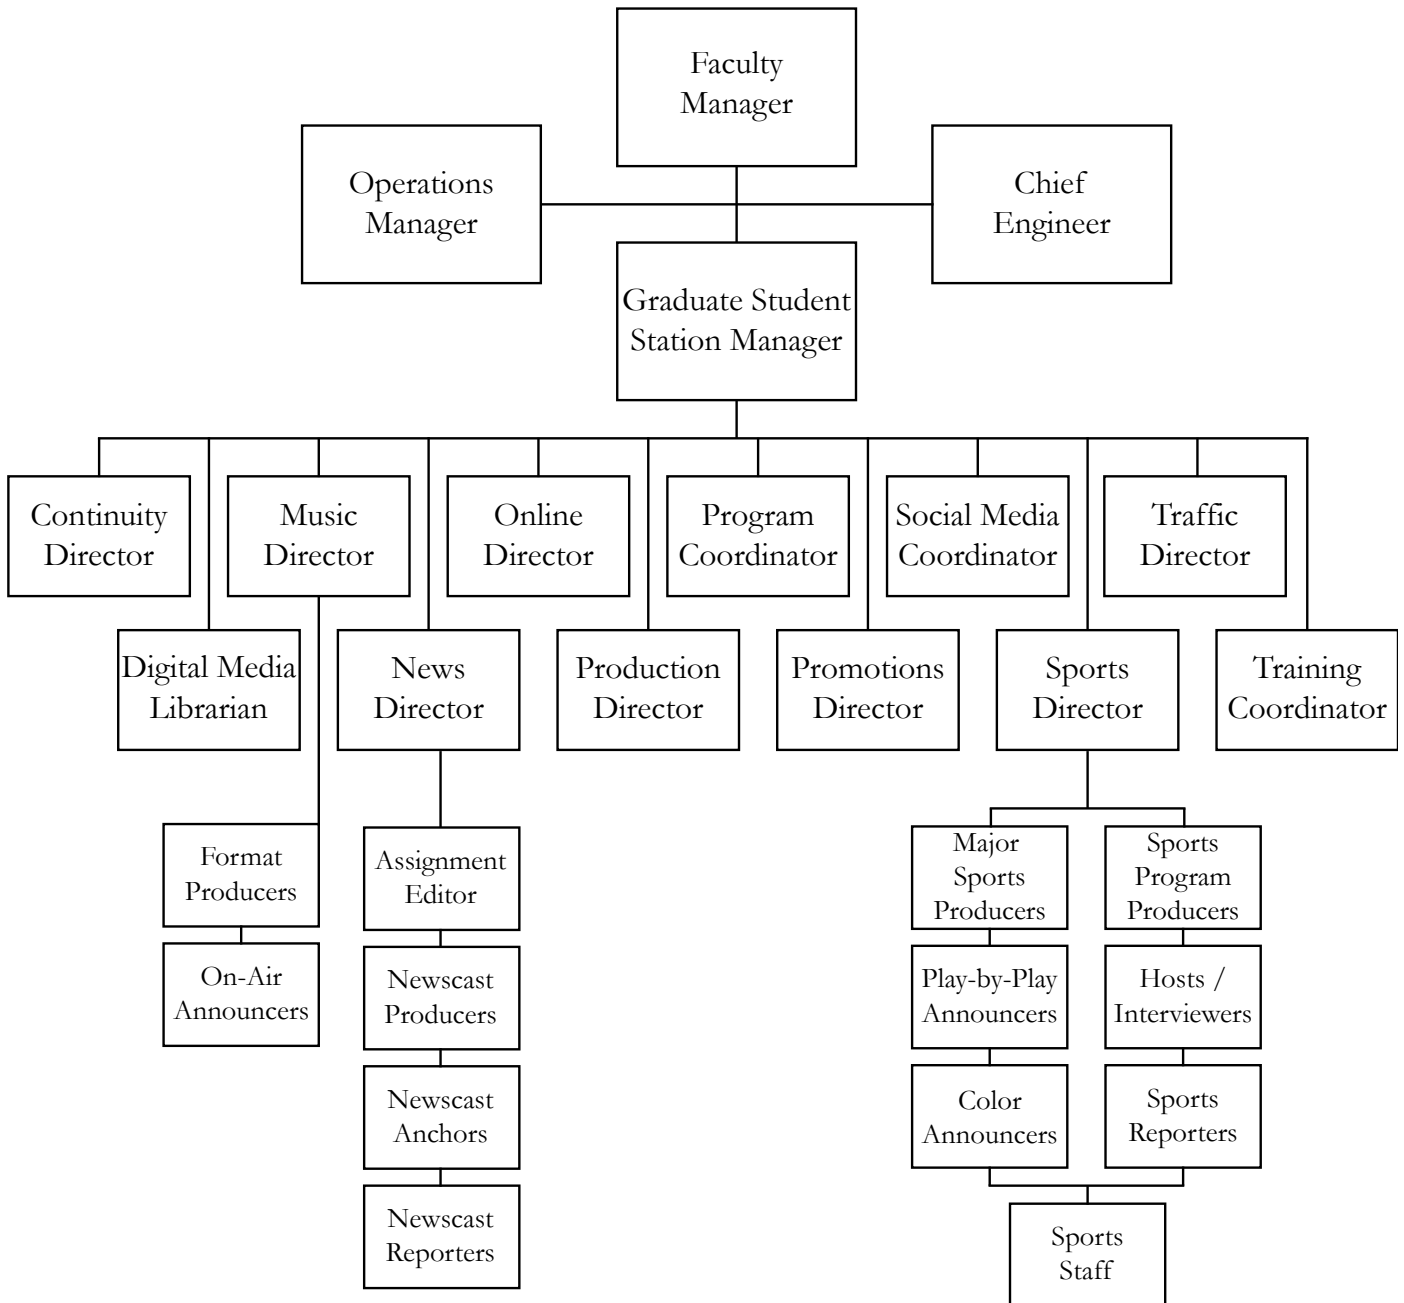 Faculty
Manager
Operations
Manager
Chief
Engineer
Graduate Student
Station Manager
Continuity
Director
Music
Director
Online
Director
Program
Coordinator
Social Media
Coordinator
Traffic
Director
Digital Media
Librarian
News
Director
Production
Director
Promotions
Director
Sports
Director
Training
Coordinator
Format
Producers
On-Air
Announcers
Assignment
Editor
Newscast
Producers
Newscast
Anchors
Newscast
Reporters
Major
Sports
Producers
Play-by-Play
Announcers
Color
Announcers
Sports
Program
Producers
Hosts /
Interviewers
Sports
Reporters
Sports
Staff